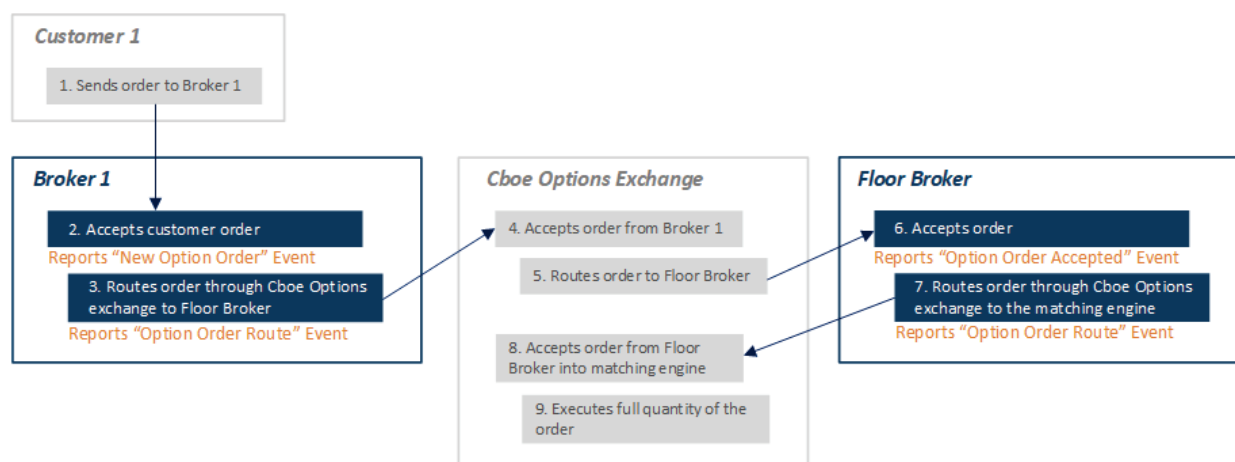 Customer 1
1. Sends order to Broker 1
Broker 1
2. Accepts customer order
Reports “New Option Order” Event
3. Routes order through Cboe Options
exchange to Floor Broker
Reports “Option Order Route” Event
Cboe Options Exchange
4. Accepts order from Broker 1
5. Routes order to Floor Broker
8. Accepts order from Floor
Broker into matching engine
9. Executes full quantity of the
order
Floor Broker
6. Accepts order
Reports “Option Order Accepted” Event
7. Routes order through Cboe Options
exchange to the matching engine
Reports “Option Order Route” Event